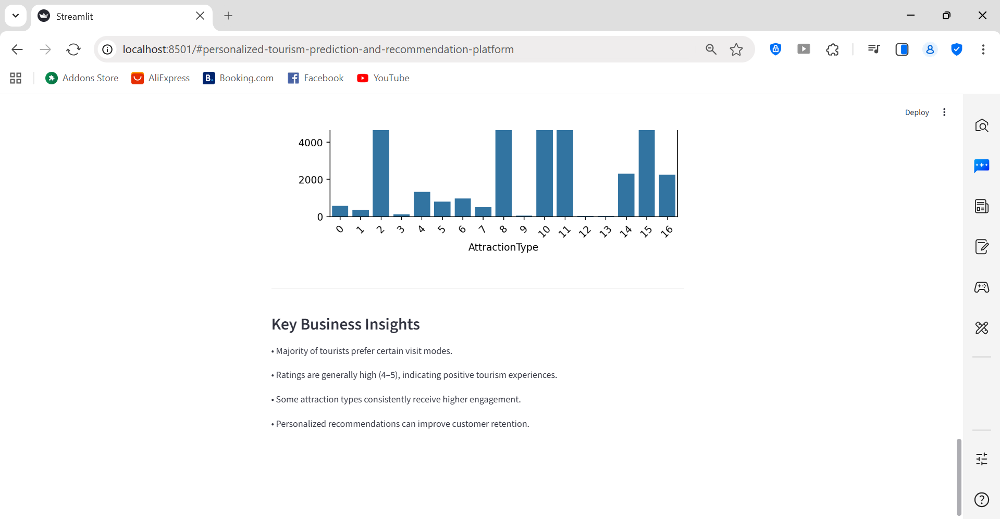 Streamlit
localhost:8501/#personalized-tourism-prediction-and-recommendation-platform
Addons Store AliExpress B. Booking.com Facebook YouTube
Deploy
4000
2000
0
0 1 2 3 4 5 6 7 8 9 10 11 12 13 14 15 16
AttractionType
Key Business Insights
• Majority of tourists prefer certain visit modes.
• Ratings are generally high (4–5), indicating positive tourism experiences.
• Some attraction types consistently receive higher engagement.
• Personalized recommendations can improve customer retention.